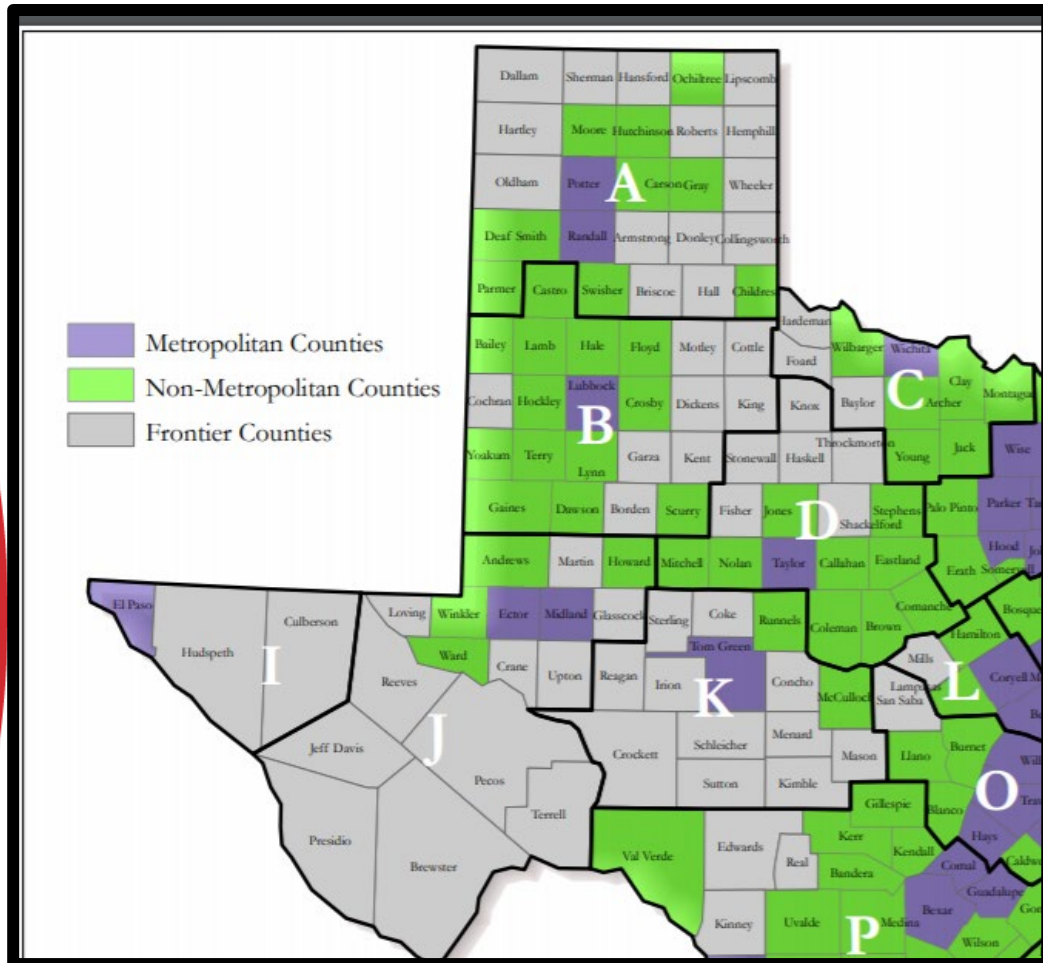 Dallam Sherman Hansford Ochiltree Lipscomb
Hartley Moore Hutchinson Roberts Hemphill
Oldham Potter A Carson Gray Wheeler
Deaf Smith Randall Armstrong Donley Collingsworth
Parmer Castro Swisher Briscoe Hall Childres
Metropolitan Counties
Non-Metropolitan Counties
Frontier Counties
Hardeman
Bailey Lamb Hale Floyd Motley Cottle Foard Wilbarger Wichita
Cochran Hockley Lubbock B Crosby Dickens King Knox Baylor C Archer Clay Montague
Yoakum Terry Lynn Garza Kent Stonewall Haskell Throckmorton Young Jack Wise
Gaines Dawson Borden Scurry Fisher Jones D Shackelford Stephens Palo Pinto Parker
Andrews Martin Howard Mitchell Nolan Taylor Callahan Eastland Erath Somervell Hood
El Paso Hudspeth Culberson I
Loving Winkler Ector Midland Glasscock Sterling Coke Runnels Coleman Brown Comanche Hamilton Bosque
Reeves Ward Crane Upton Reagan Irion Tom Green K Concho McCulloch Mills Lampasas San Saba L Coryell
Jeff Davis J Pecos Terrell Crockett Schleicher Menard Mason Llano Burnet
Sutton Kimble O
Presidio Brewster
Gillespie Blanco Hays
Val Verde Edwards Real Kerr Kendall Bandera Comal
Kinney Uvalde P Medina Bexar Guadalupe
Wilson